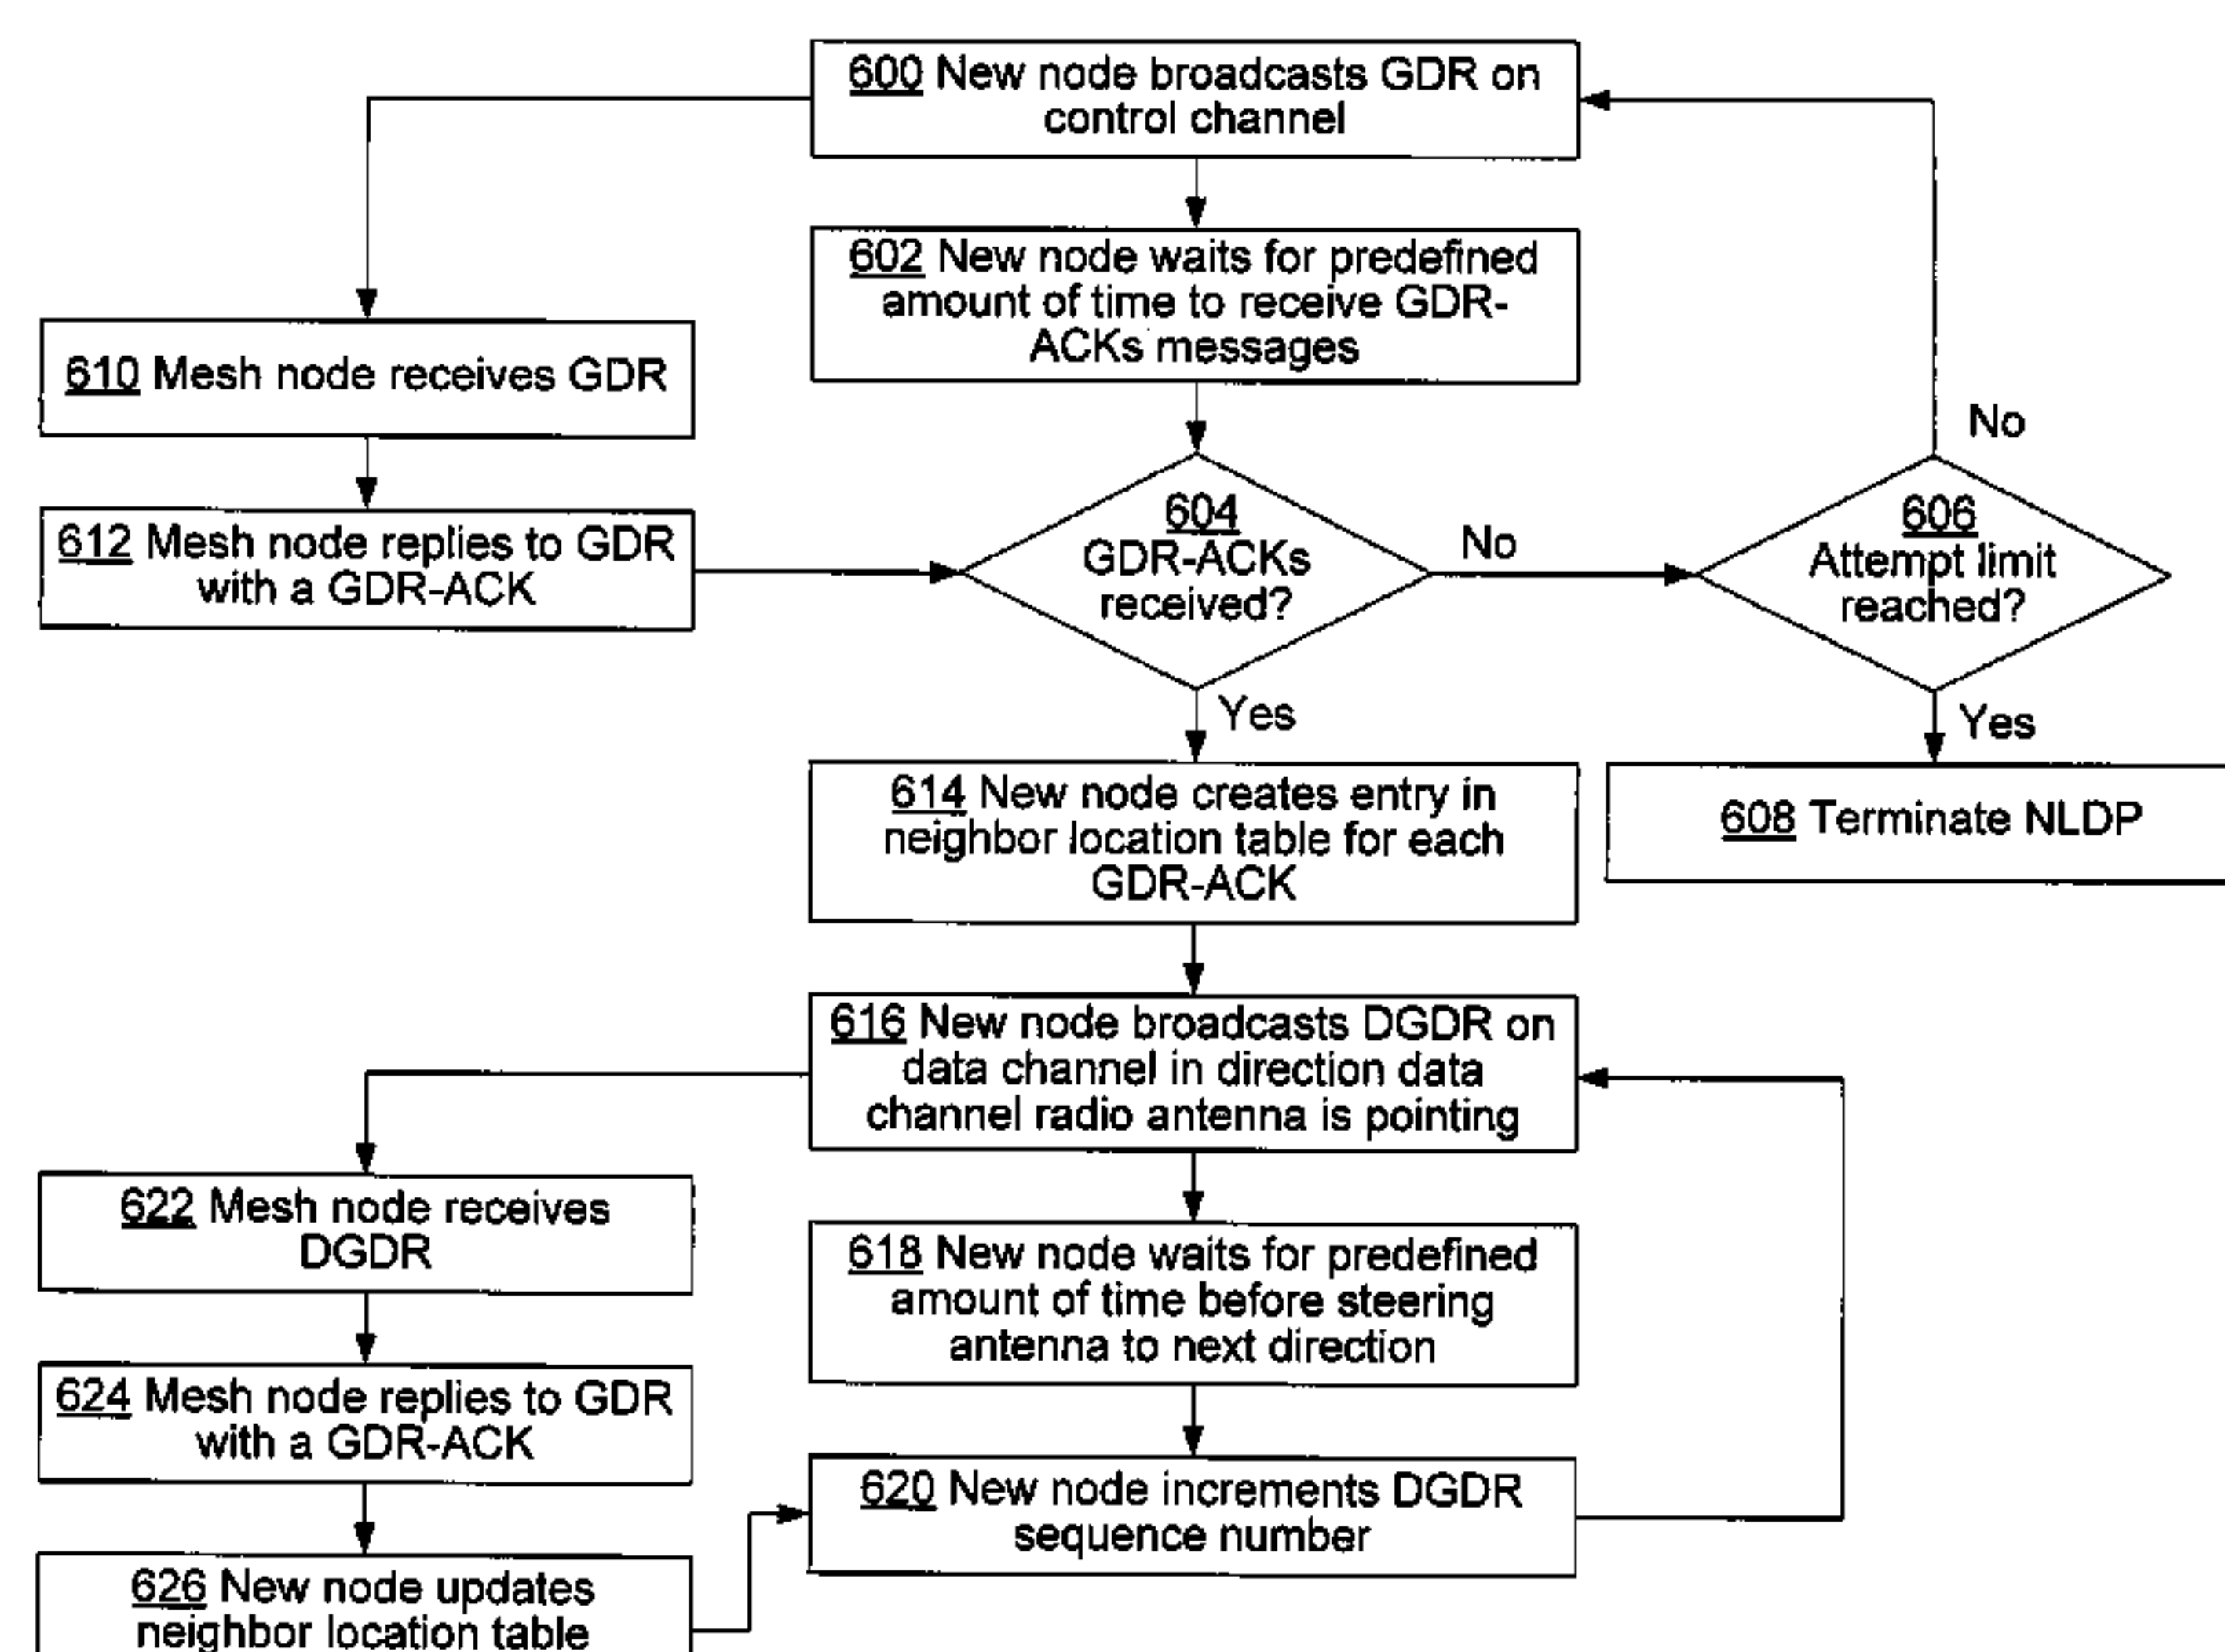 600 New node broadcasts GDR on
control channel
602 New node waits for predefined
amount of time to receive GDR-
ACKs messages
610 Mesh node receives GDR
612 Mesh node replies to GDR
with a GDR-ACK
604
GDR-ACKs
received?
No
606
Attempt limit
reached?
No
Yes
Yes
614 New node creates entry in
neighbor location table for each
GDR-ACK
608 Terminate NLDP
616 New node broadcasts DGDR on
data channel in direction data
channel radio antenna is pointing
622 Mesh node receives
DGDR
618 New node waits for predefined
amount of time before steering
antenna to next direction
624 Mesh node replies to GDR
with a GDR-ACK
620 New node increments DGDR
sequence number
626 New node updates
neighbor location table